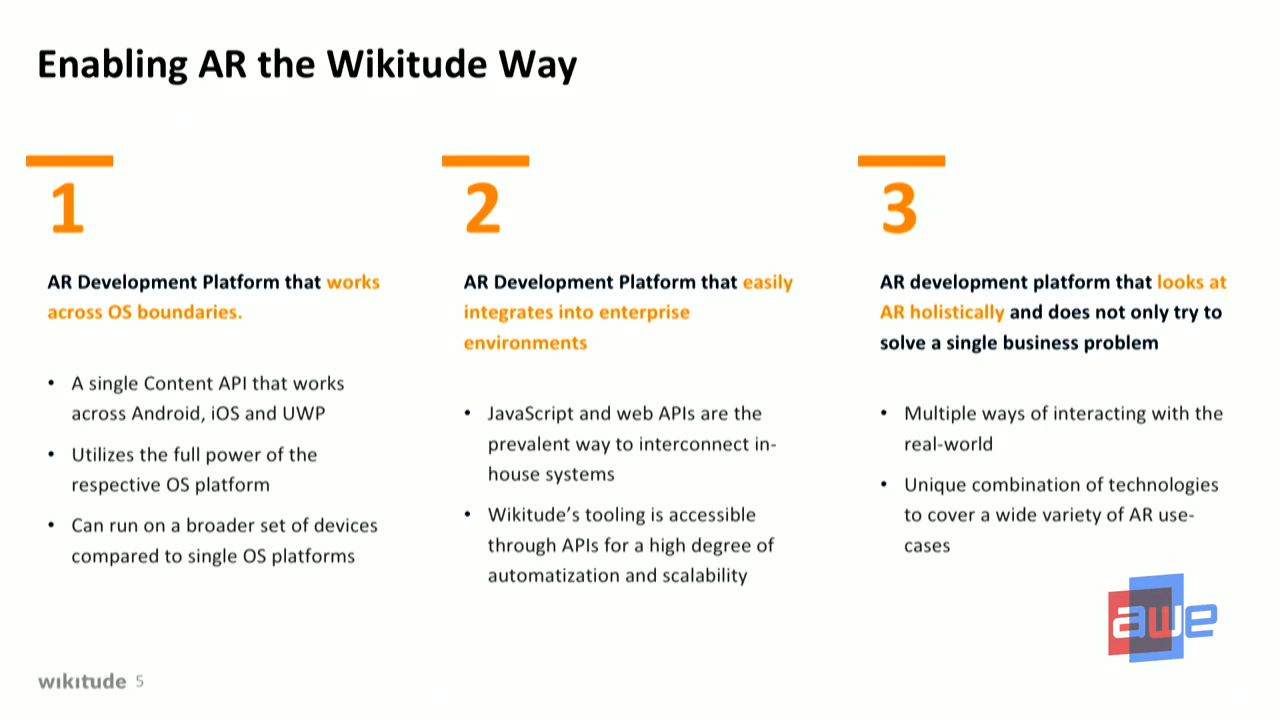 Enabling AR the Wikitude Way
1
AR Development Platform that works
across OS boundaries.
• A single Content API that works
across Android, iOS and UWP
• Utilizes the full power of the
respective OS platform
• Can run on a broader set of devices
compared to single OS platforms
2
AR Development Platform that easily
integrates into enterprise
environments
• JavaScript and web APIs are the
prevalent way to interconnect in-
house systems
• Wikitude’s tooling is accessible
through APIs for a high degree of
automatization and scalability
3
AR development platform that looks at
AR holistically and does not only try to
solve a single business problem
• Multiple ways of interacting with the
real-world
• Unique combination of technologies
to cover a wide variety of AR use-
cases
awe
wikitude 5